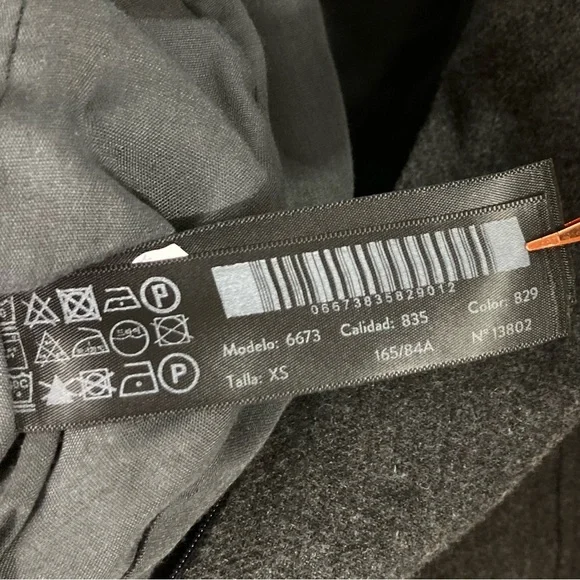 06673835829012
Modelo: 6673 Calidad: 835 Color: 829
Talla: XS 165/84A Nº 13802
P
P